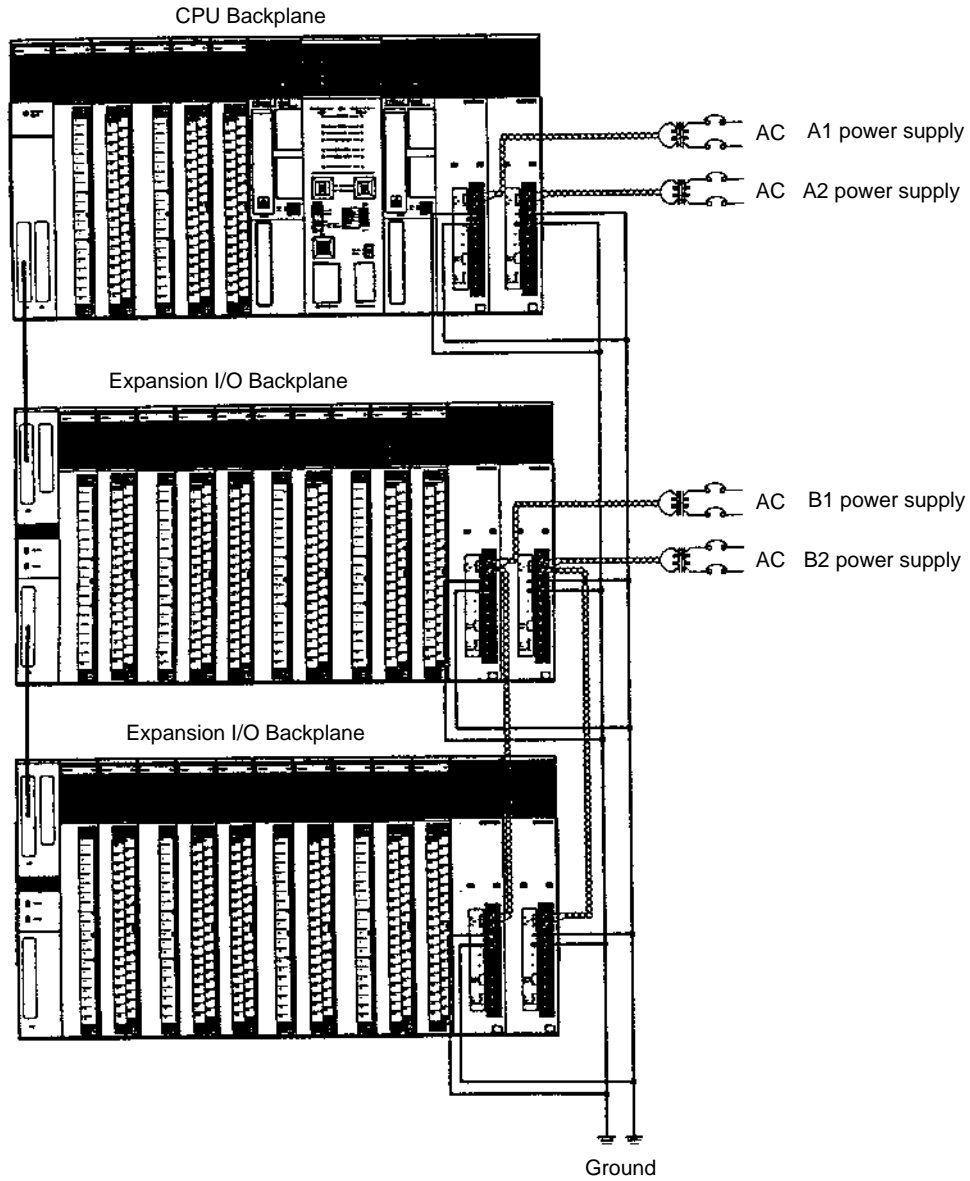 CPU Backplane
AC A1 power supply
AC A2 power supply
Expansion I/O Backplane
AC B1 power supply
AC B2 power supply
Expansion I/O Backplane
Ground